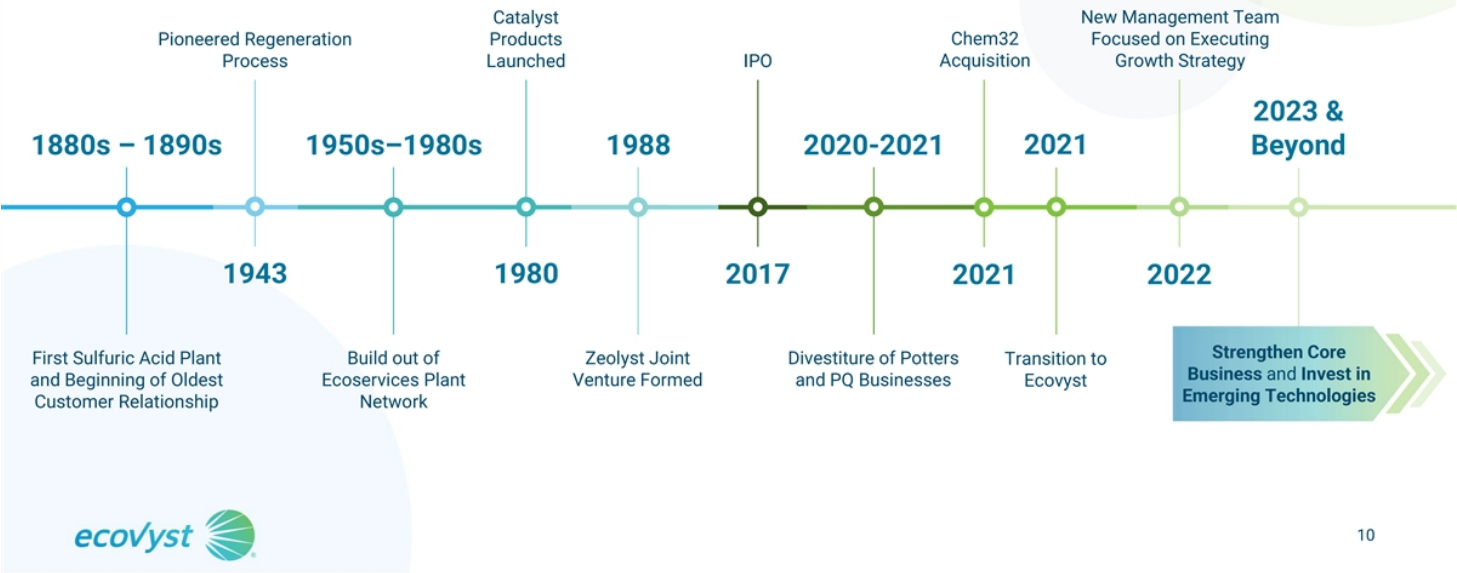 Pioneered Regeneration
Process
Catalyst
Products
Launched
IPO
Chem32
Acquisition
New Management Team
Focused on Executing
Growth Strategy
1880s – 1890s
1950s–1980s
1988
2020-2021
2021
2023 &
Beyond
1943
1980
2017
2021
2022
First Sulfuric Acid Plant
and Beginning of Oldest
Customer Relationship
Build out of
Ecoservices Plant
Network
Zeolyst Joint
Venture Formed
Divestiture of Potters
and PQ Businesses
Transition to
Ecovyst
Strengthen Core
Business and Invest in
Emerging Technologies
ecovyst
10